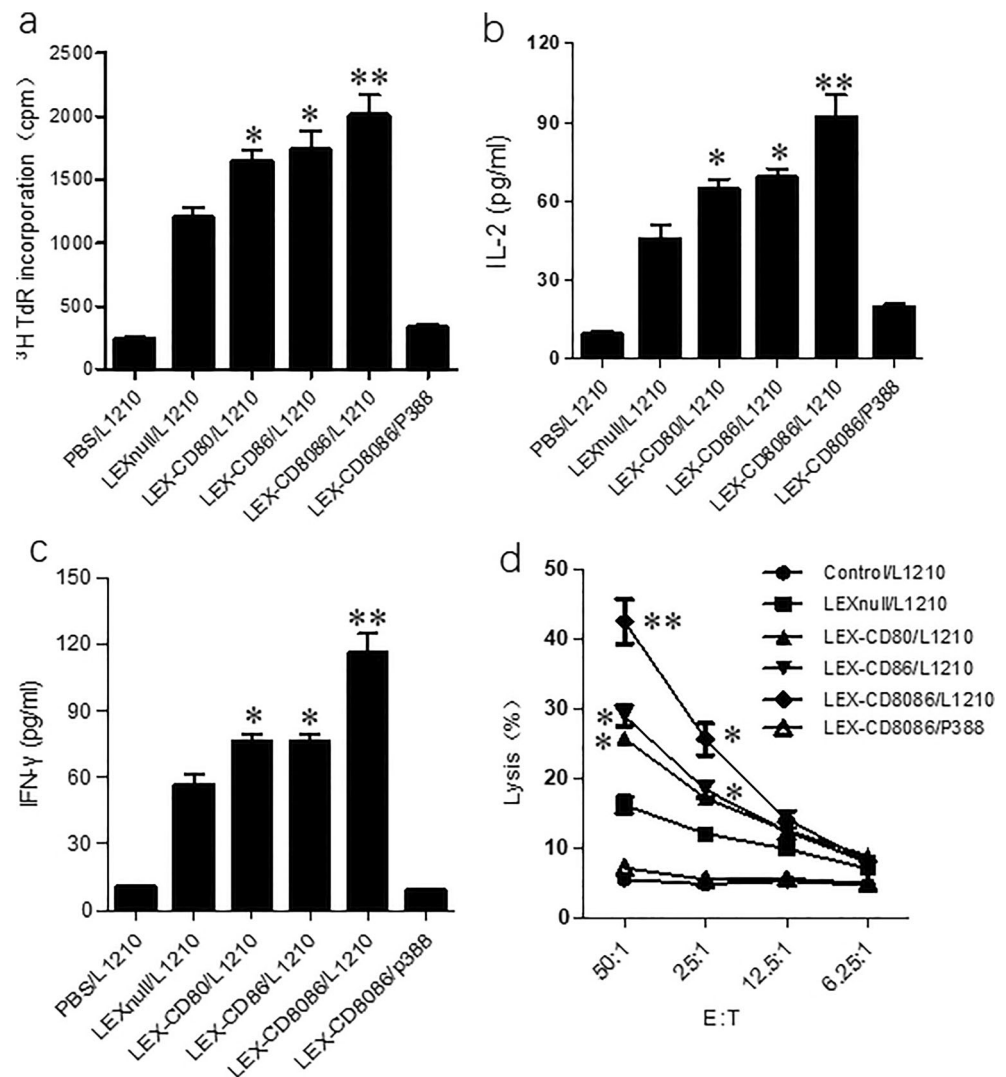 a
2500
2000
1500
1000
500
0
³H TdR incorporation（cpm）
**
*
*
PBS/L1210
LEXnull/L1210
LEX-CD80/L1210
LEX-CD86/L1210
LEX-CD8086/L1210
LEX-CD8086/P388
b
120
90
60
30
0
IL-2 (pg/ml)
**
*
*
PBS/L1210
LEXnull/L1210
LEX-CD80/L1210
LEX-CD86/L1210
LEX-CD8086/L1210
LEX-CD8086/P388
c
150
120
90
60
30
0
IFN-γ (pg/ml)
**
*
*
PBS/L1210
LEXnull/L1210
LEX-CD80/L1210
LEX-CD86/L1210
LEX-CD8086/L1210
LEX-CD8086/p388
d
50
40
30
20
10
0
Lysis（%）
**
*
*
*
*
Control/L1210
LEXnull/L1210
LEX-CD80/L1210
LEX-CD86/L1210
LEX-CD8086/L1210
LEX-CD8086/P388
50:1
25:1
12.5:1
6.25:1
E:T